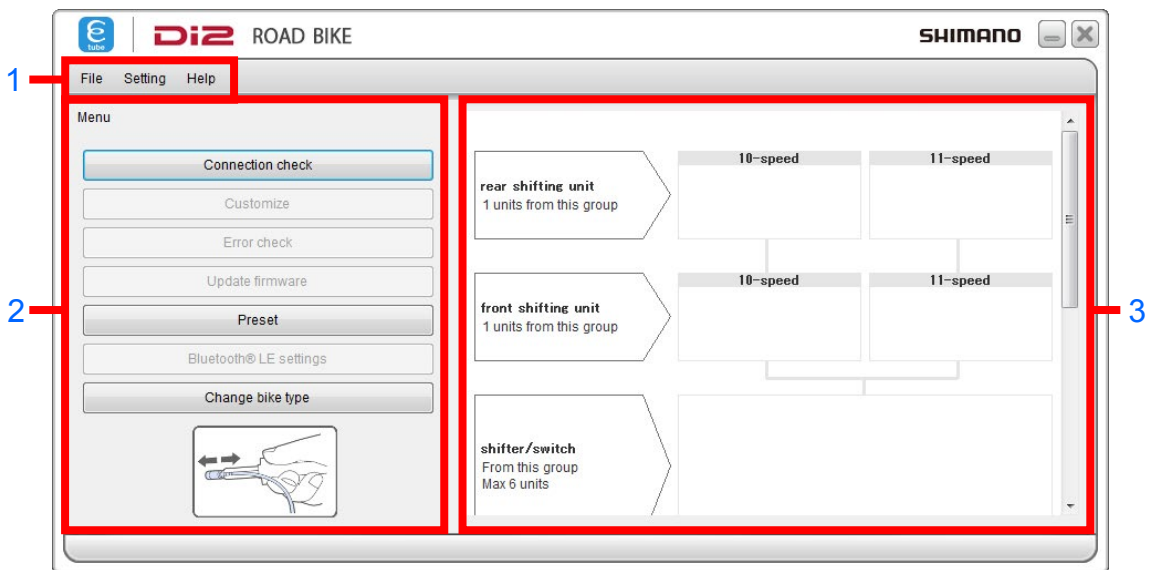 E
tube
Di2 ROAD BIKE
SHIMANO
1
File Setting Help
Menu
Connection check
Customize
Error check
Update firmware
Preset
Bluetooth® LE settings
Change bike type
2
10-speed 11-speed
rear shifting unit
1 units from this group
10-speed 11-speed
front shifting unit
1 units from this group
shifter/switch
From this group
Max 6 units
3